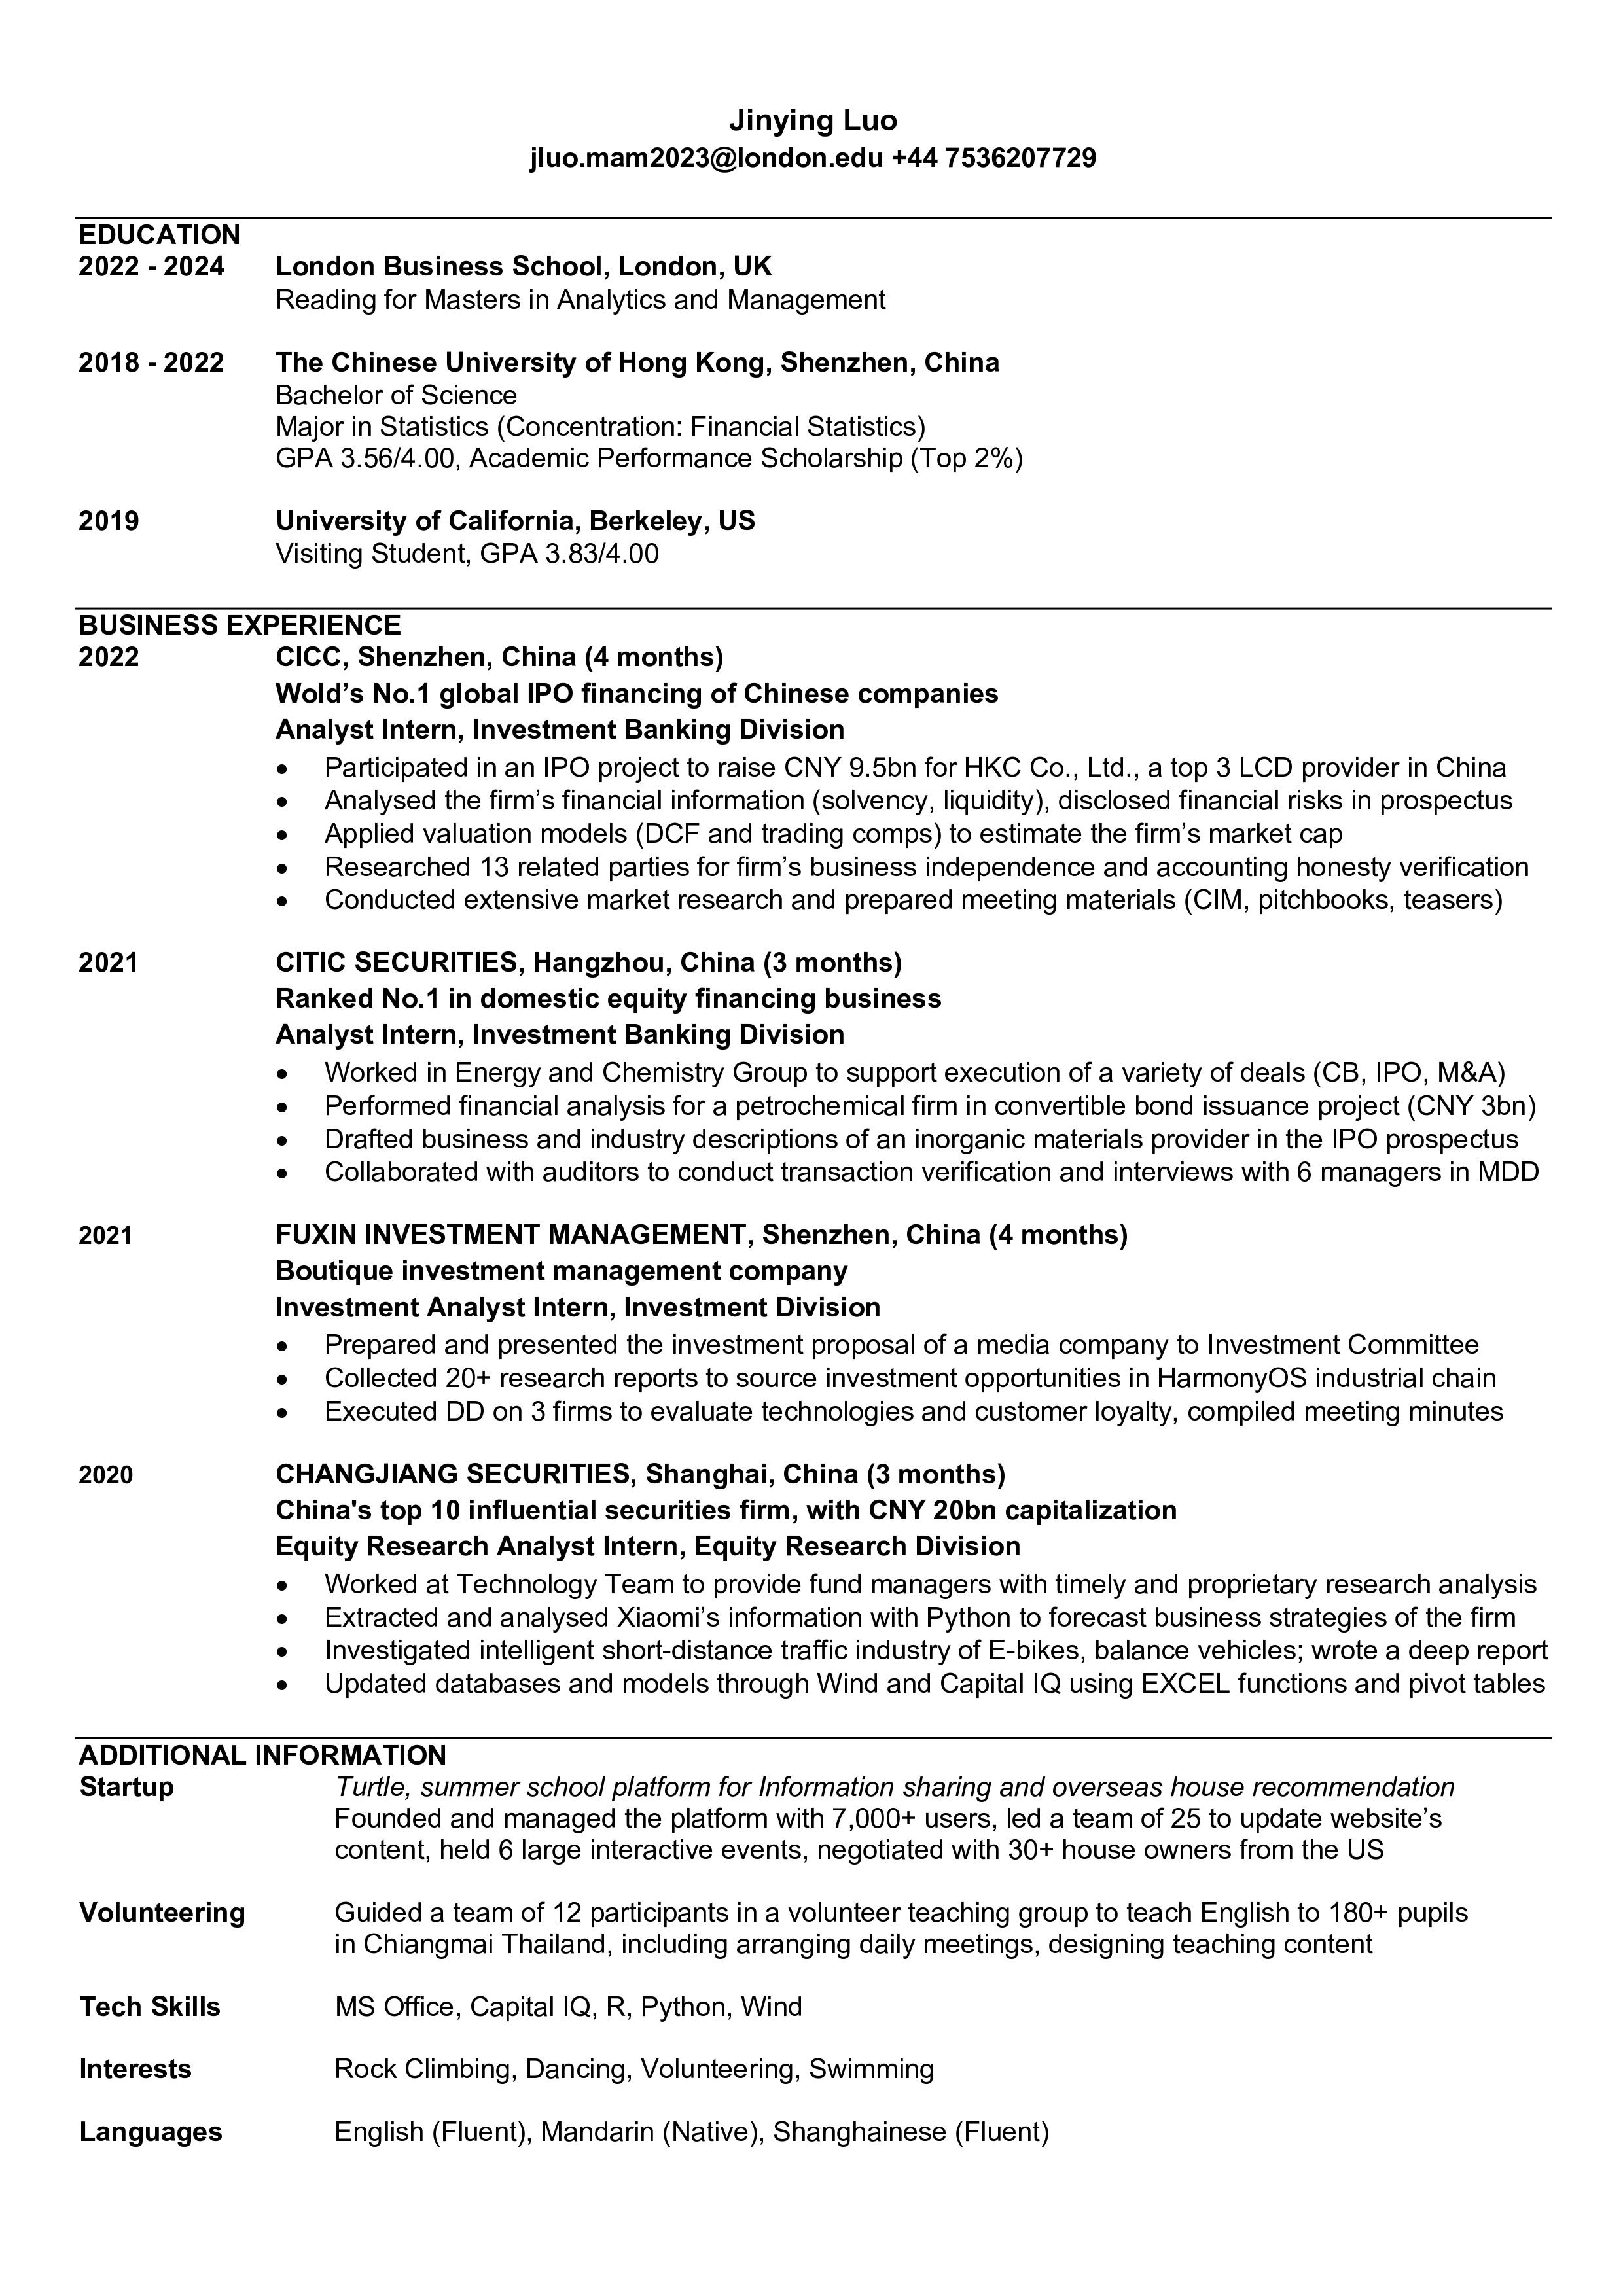 Jinying Luo
jluo.mam2023@london.edu +44 7536207729
EDUCATION
2022 - 2024 London Business School, London, UK
Reading for Masters in Analytics and Management
2018 - 2022 The Chinese University of Hong Kong, Shenzhen, China
Bachelor of Science
Major in Statistics (Concentration: Financial Statistics)
GPA 3.56/4.00, Academic Performance Scholarship (Top 2%)
2019 University of California, Berkeley, US
Visiting Student, GPA 3.83/4.00
BUSINESS EXPERIENCE
2022 CICC, Shenzhen, China (4 months)
Wold’s No.1 global IPO financing of Chinese companies
Analyst Intern, Investment Banking Division
• Participated in an IPO project to raise CNY 9.5bn for HKC Co., Ltd., a top 3 LCD provider in China
• Analysed the firm’s financial information (solvency, liquidity), disclosed financial risks in prospectus
• Applied valuation models (DCF and trading comps) to estimate the firm’s market cap
• Researched 13 related parties for firm’s business independence and accounting honesty verification
• Conducted extensive market research and prepared meeting materials (CIM, pitchbooks, teasers)
2021 CITIC SECURITIES, Hangzhou, China (3 months)
Ranked No.1 in domestic equity financing business
Analyst Intern, Investment Banking Division
• Worked in Energy and Chemistry Group to support execution of a variety of deals (CB, IPO, M&A)
• Performed financial analysis for a petrochemical firm in convertible bond issuance project (CNY 3bn)
• Drafted business and industry descriptions of an inorganic materials provider in the IPO prospectus
• Collaborated with auditors to conduct transaction verification and interviews with 6 managers in MDD
2021 FUXIN INVESTMENT MANAGEMENT, Shenzhen, China (4 months)
Boutique investment management company
Investment Analyst Intern, Investment Division
• Prepared and presented the investment proposal of a media company to Investment Committee
• Collected 20+ research reports to source investment opportunities in HarmonyOS industrial chain
• Executed DD on 3 firms to evaluate technologies and customer loyalty, compiled meeting minutes
2020 CHANGJIANG SECURITIES, Shanghai, China (3 months)
China's top 10 influential securities firm, with CNY 20bn capitalization
Equity Research Analyst Intern, Equity Research Division
• Worked at Technology Team to provide fund managers with timely and proprietary research analysis
• Extracted and analysed Xiaomi’s information with Python to forecast business strategies of the firm
• Investigated intelligent short-distance traffic industry of E-bikes, balance vehicles; wrote a deep report
• Updated databases and models through Wind and Capital IQ using EXCEL functions and pivot tables
ADDITIONAL INFORMATION
Startup Turtle, summer school platform for Information sharing and overseas house recommendation
Founded and managed the platform with 7,000+ users, led a team of 25 to update website’s
content, held 6 large interactive events, negotiated with 30+ house owners from the US
Volunteering Guided a team of 12 participants in a volunteer teaching group to teach English to 180+ pupils
in Chiangmai Thailand, including arranging daily meetings, designing teaching content
Tech Skills MS Office, Capital IQ, R, Python, Wind
Interests Rock Climbing, Dancing, Volunteering, Swimming
Languages English (Fluent), Mandarin (Native), Shanghainese (Fluent)